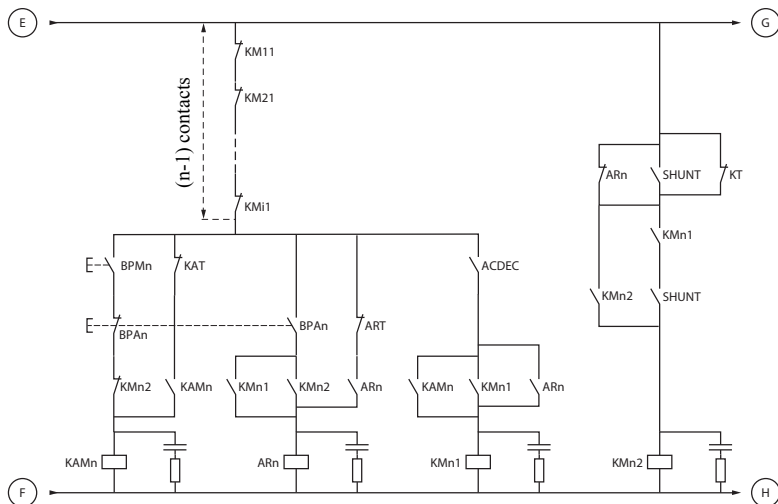 E
G
KM11
KM21
(n-1) contacts
ARn
SHUNT
KT
KMi1
KMn1
BPMn
KAT
ACDEC
KMn2
SHUNT
BPAn
BPAn
ART
KMn2
KAMn
KMn1
KMn2
ARn
KAMn
KMn1
ARn
KAMn
ARn
KMn1
KMn2
F
H